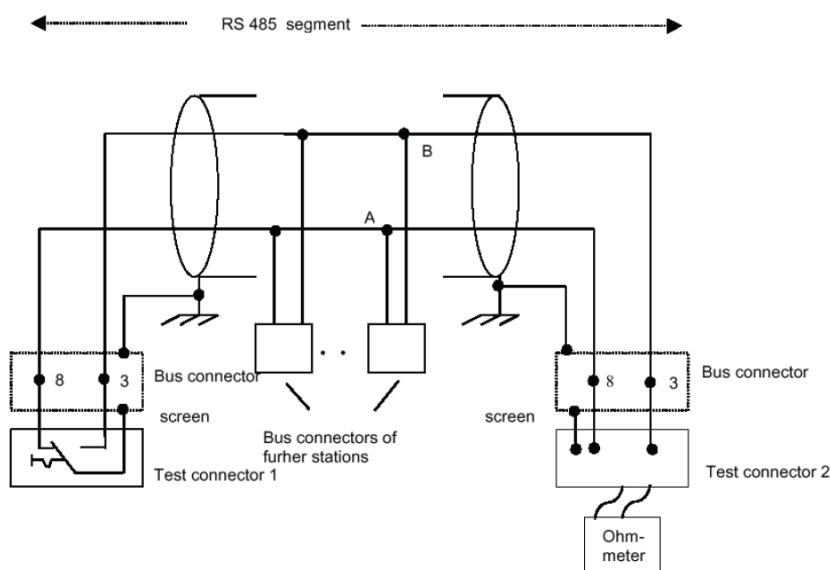 RS 485 segment
B
A
8
3
Bus connector
screen
Test connector 1
Bus connectors of
furher stations
8
3
Bus connector
screen
Test connector 2
Ohm-
meter